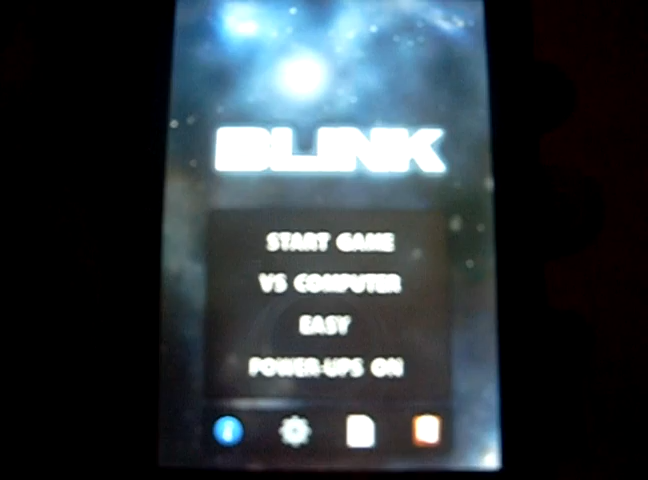 BLINK
START GAME
VS COMPUTER
EASY
POWER-UPS ON